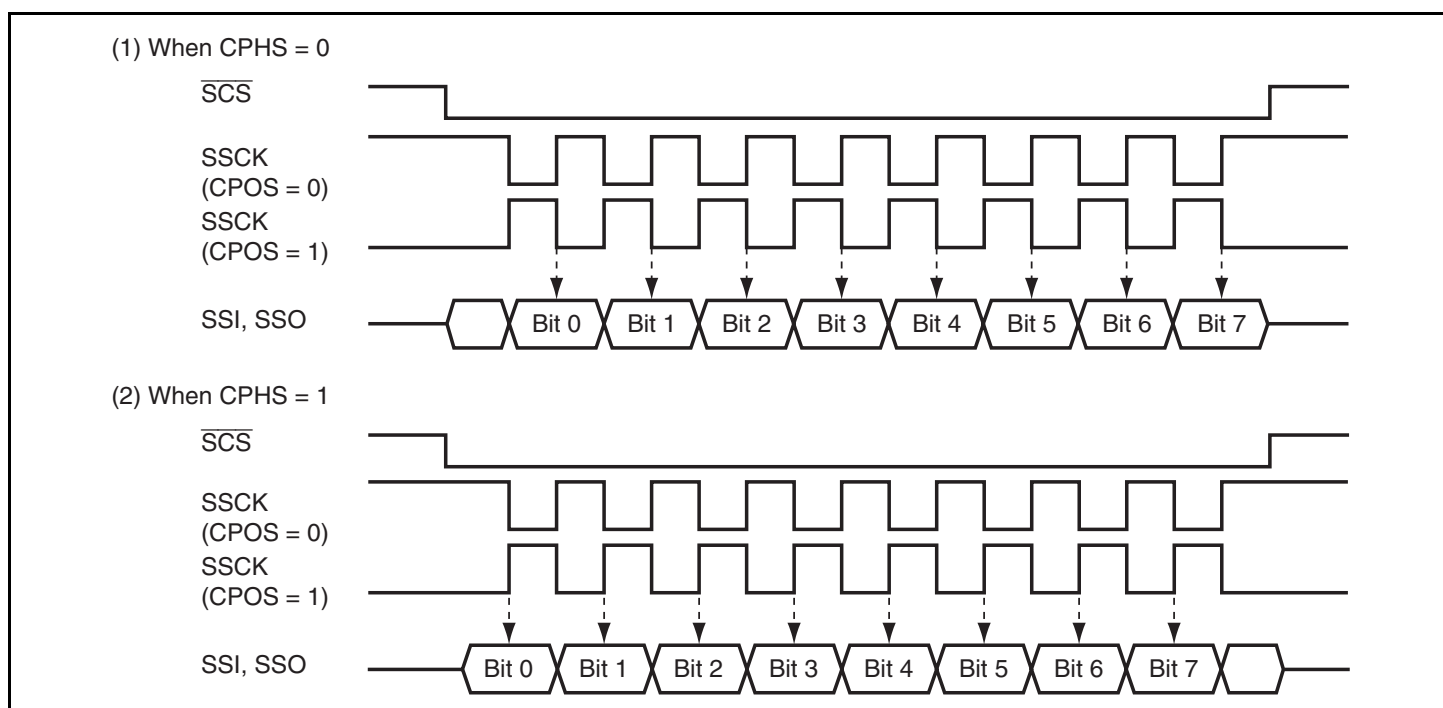 (1) When CPHS = 0
S̅C̅S̅
SSCK
(CPOS = 0)
SSCK
(CPOS = 1)
SSI, SSO
Bit 0 Bit 1 Bit 2 Bit 3 Bit 4 Bit 5 Bit 6 Bit 7
(2) When CPHS = 1
S̅C̅S̅
SSCK
(CPOS = 0)
SSCK
(CPOS = 1)
SSI, SSO
Bit 0 Bit 1 Bit 2 Bit 3 Bit 4 Bit 5 Bit 6 Bit 7